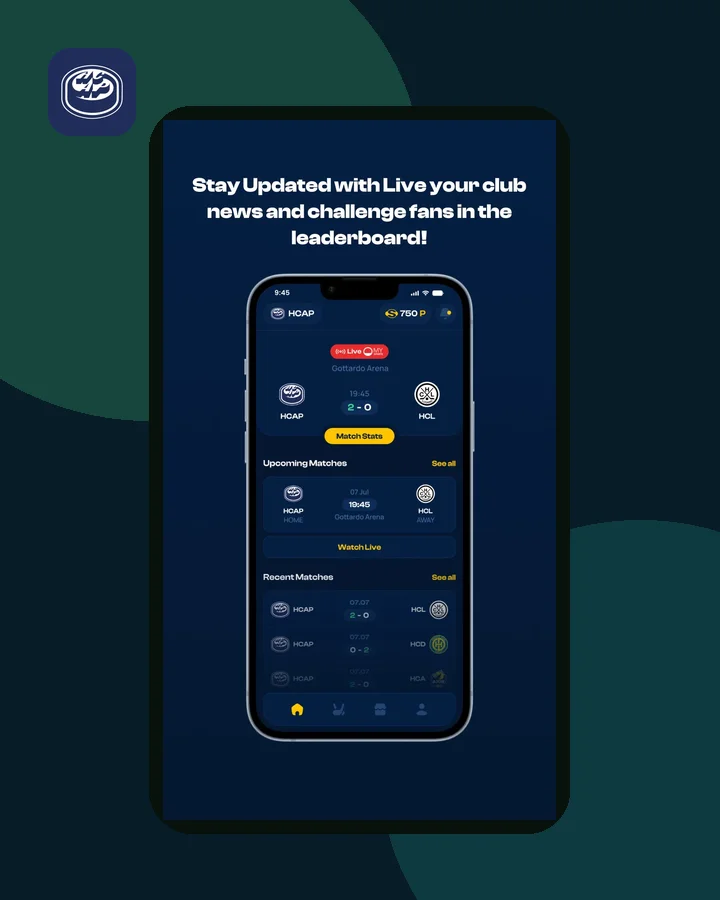 Stay Updated with Live your club
news and challenge fans in the
leaderboard!
9:45
HCAP
750 P
Live MY
Gottardo Arena
19:45
2 - 0
HCAP
HCL
Match Stats
Upcoming Matches
See all
07 Jul
19:45
Gottardo Arena
HCAP
HOME
HCL
AWAY
Watch Live
Recent Matches
See all
HCAP
07.07
2 - 0
HCL
HCAP
07.07
0 - 2
HCD
HCAP
07.07
2 - 0
HCA